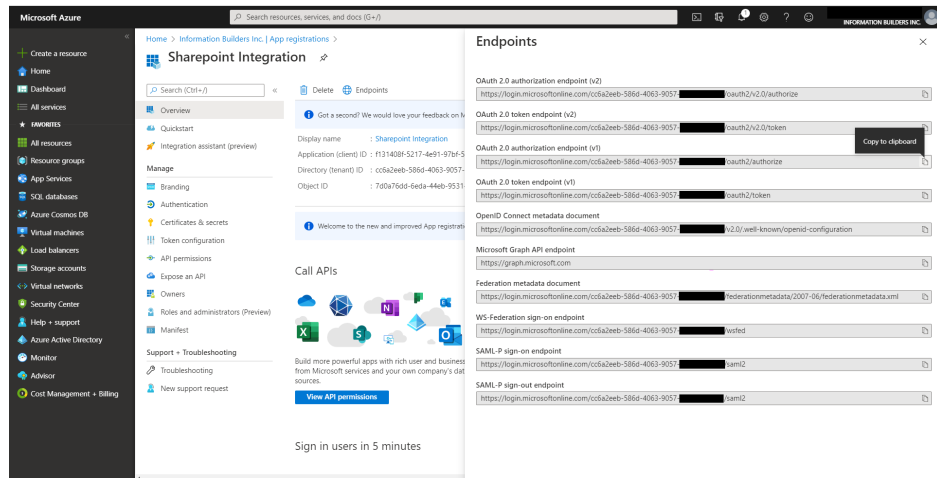 Microsoft Azure
Search resources, services, and docs (G+/)
1
INFORMATION BUILDERS INC.
«
Create a resource
Home
Dashboard
All services
FAVORITES
All resources
Resource groups
App Services
SQL databases
Azure Cosmos DB
Virtual machines
Load balancers
Storage accounts
Virtual networks
Security Center
Help + support
Azure Active Directory
Monitor
Advisor
Cost Management + Billing
Home > Information Builders Inc. | App registrations >
Sharepoint Integration
Search (Ctrl+/)
«
Overview
Quickstart
Integration assistant (preview)
Manage
Branding
Authentication
Certificates & secrets
Token configuration
API permissions
Expose an API
Owners
Roles and administrators (Preview)
Manifest
Support + Troubleshooting
Troubleshooting
New support request
Delete
Endpoints
Got a second? We would love your feedback on M
Display name : Sharepoint Integration
Application (client) ID : f131408f-5217-4e91-97bf-5
Directory (tenant) ID : cc6a2eeb-586d-4063-9057-
Object ID : 7d0a76dd-6eda-44eb-9531
Welcome to the new and improved App registrati
Call APIs
N
X
S
O
Build more powerful apps with rich user and business
from Microsoft services and your own company's dat
sources.
View API permissions
Sign in users in 5 minutes
Endpoints
OAuth 2.0 authorization endpoint (v2)
https://login.microsoftonline.com/cc6a2eeb-586d-4063-9057- /oauth2/v2.0/authorize
OAuth 2.0 token endpoint (v2)
https://login.microsoftonline.com/cc6a2eeb-586d-4063-9057- /oauth2/v2.0/token
Copy to clipboard
OAuth 2.0 authorization endpoint (v1)
https://login.microsoftonline.com/cc6a2eeb-586d-4063-9057- /oauth2/authorize
OAuth 2.0 token endpoint (v1)
https://login.microsoftonline.com/cc6a2eeb-586d-4063-9057- /oauth2/token
OpenID Connect metadata document
https://login.microsoftonline.com/cc6a2eeb-586d-4063-9057- /v2.0/.well-known/openid-configuration
Microsoft Graph API endpoint
https://graph.microsoft.com
Federation metadata document
https://login.microsoftonline.com/cc6a2eeb-586d-4063-9057- /federationmetadata/2007-06/federationmetadata.xml
WS-Federation sign-on endpoint
https://login.microsoftonline.com/cc6a2eeb-586d-4063-9057- /wsfed
SAML-P sign-on endpoint
https://login.microsoftonline.com/cc6a2eeb-586d-4063-9057- /saml2
SAML-P sign-out endpoint
https://login.microsoftonline.com/cc6a2eeb-586d-4063-9057- /saml2